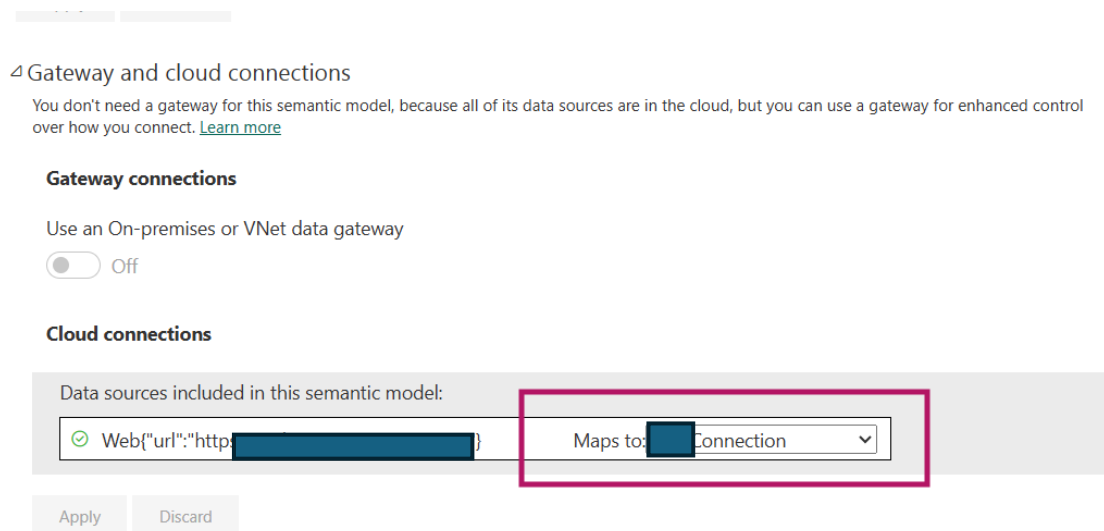 Gateway and cloud connections
You don't need a gateway for this semantic model, because all of its data sources are in the cloud, but you can use a gateway for enhanced control
over how you connect. Learn more
Gateway connections
Use an On-premises or VNet data gateway
Off
Cloud connections
Data sources included in this semantic model:
Web{"url":"http } Maps to: Connection
Apply Discard